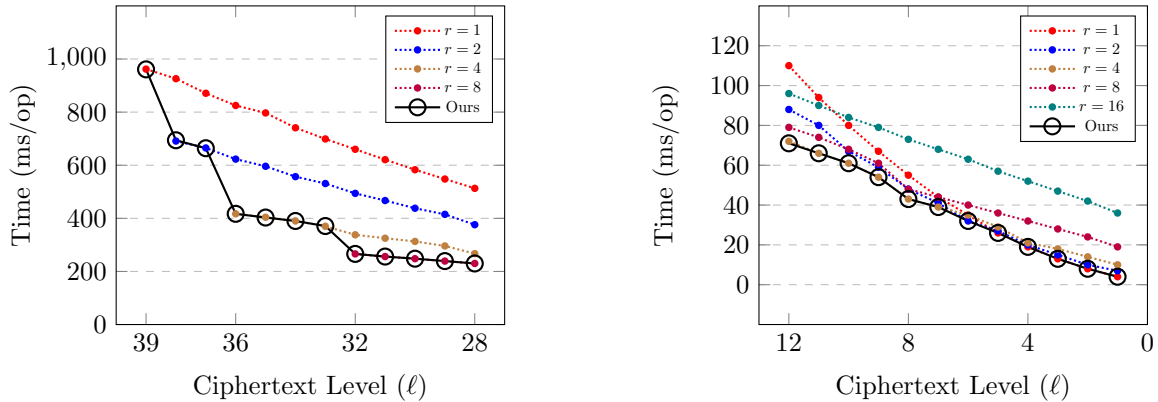 1,000
800
600
400
200
0
39
36
32
28
Time (ms/op)
Ciphertext Level (ℓ)
r = 1
r = 2
r = 4
r = 8
Ours
120
100
80
60
40
20
0
12
8
4
0
Time (ms/op)
Ciphertext Level (ℓ)
r = 1
r = 2
r = 4
r = 8
r = 16
Ours